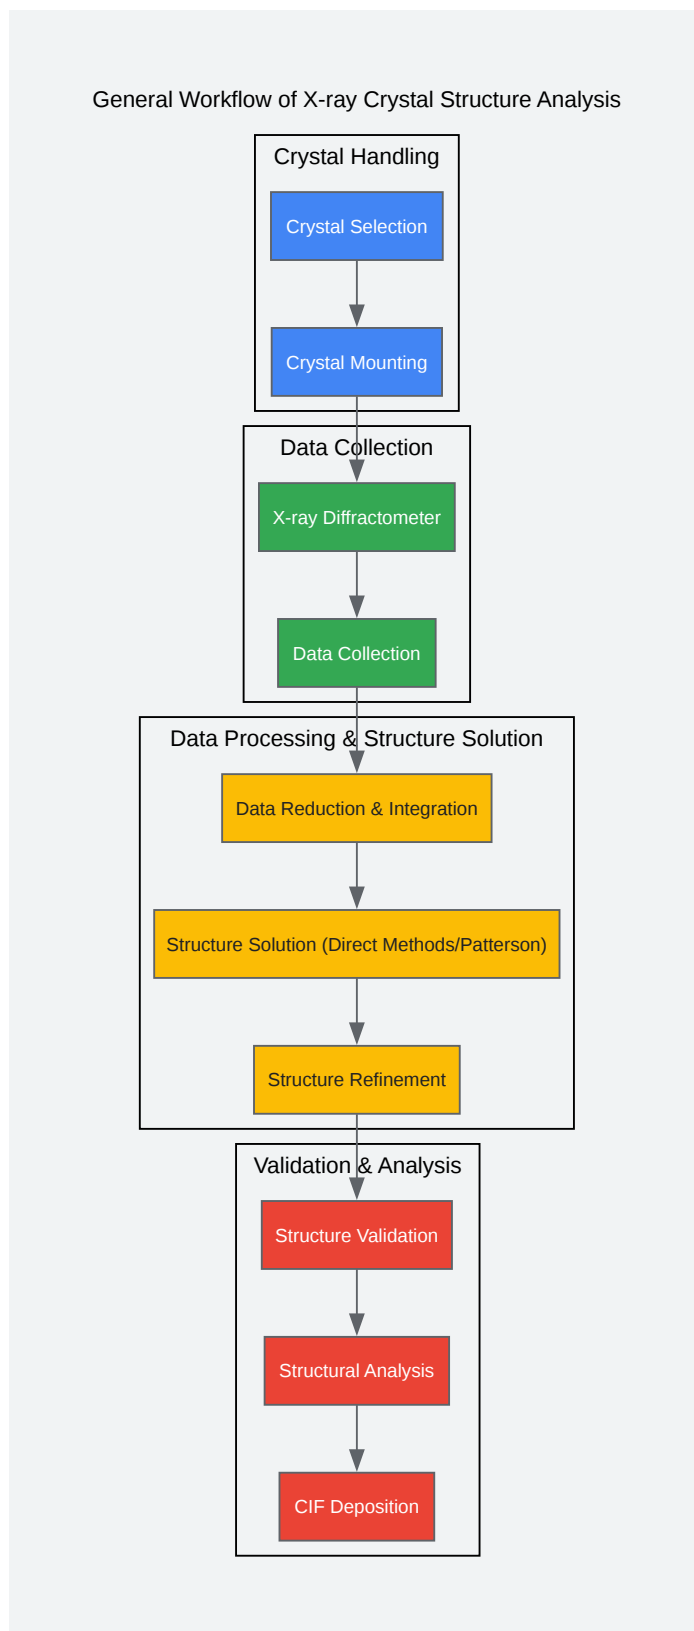 General Workflow of X-ray Crystal Structure Analysis
Crystal Handling
Crystal Selection
Crystal Mounting
Data Collection
X-ray Diffractometer
Data Collection
Data Processing & Structure Solution
Data Reduction & Integration
Structure Solution (Direct Methods/Patterson)
Structure Refinement
Validation & Analysis
Structure Validation
Structural Analysis
CIF Deposition